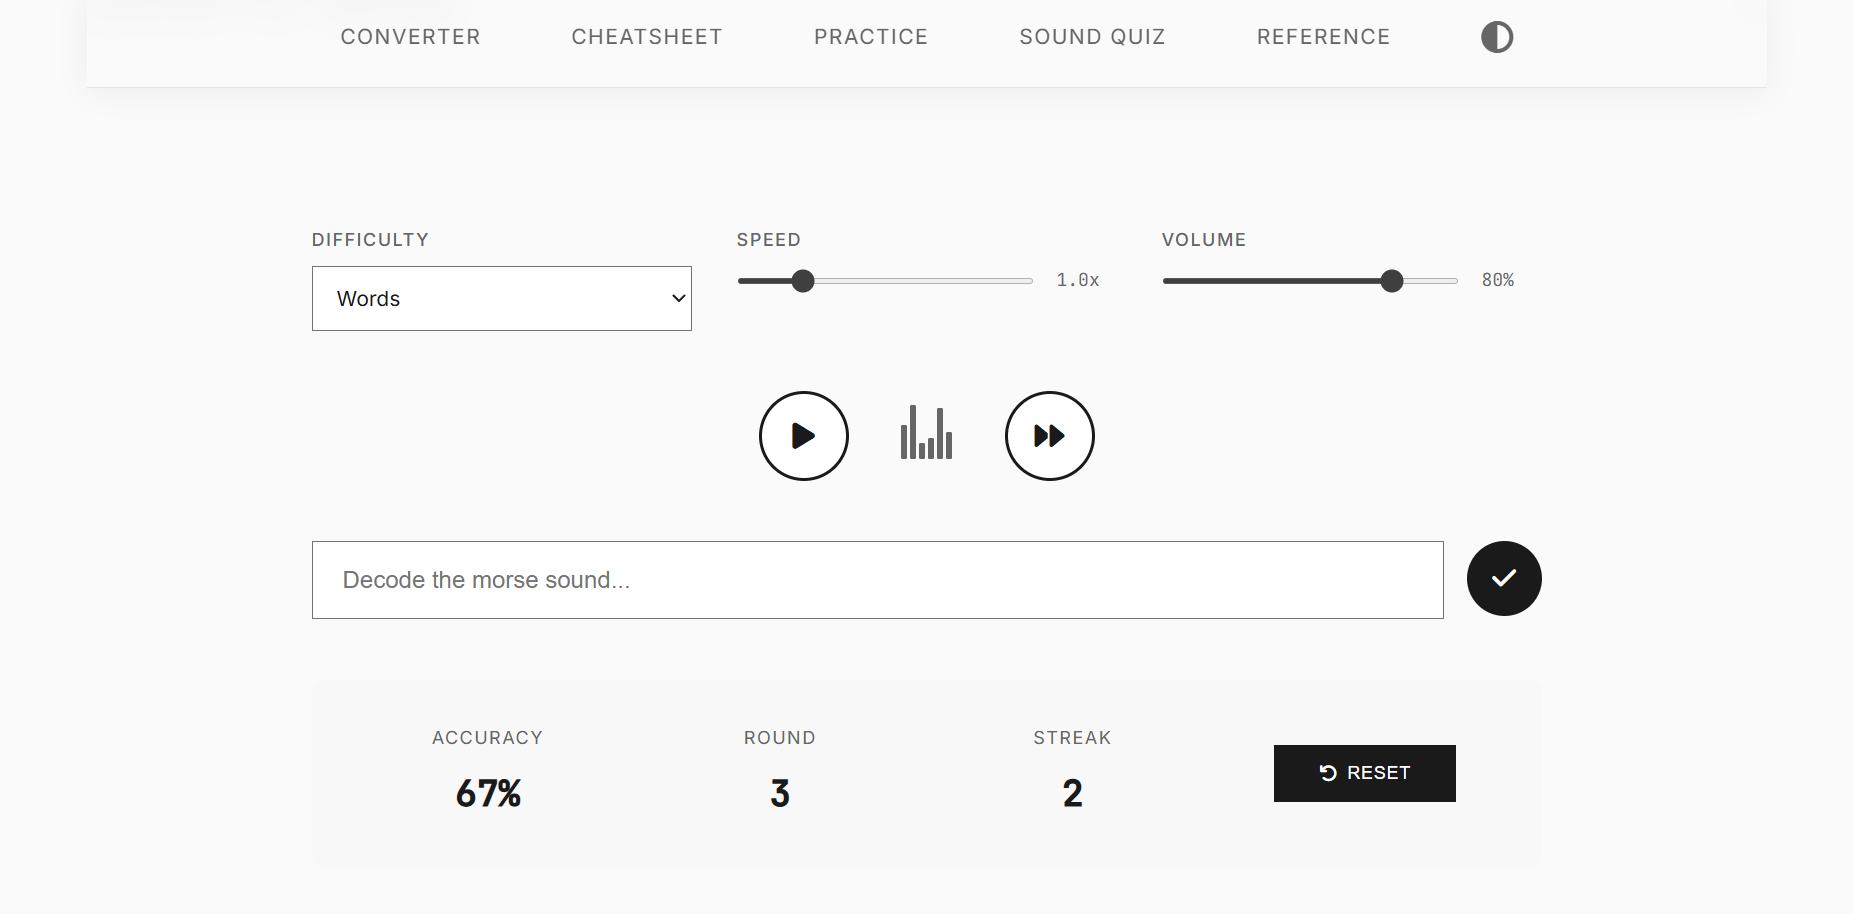 CONVERTER CHEATSHEET PRACTICE SOUND QUIZ REFERENCE
DIFFICULTY SPEED VOLUME
Words 1.0x 80%
Decode the morse sound...
ACCURACY ROUND STREAK
67% 3 2 RESET